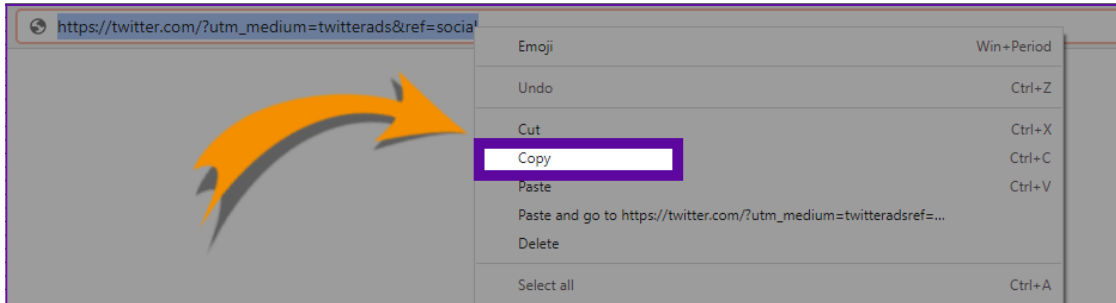 https://twitter.com/?utm_medium=twitterads&ref=social
Emoji Win+Period
Undo Ctrl+Z
Cut Ctrl+X
Copy Ctrl+C
Paste Ctrl+V
Paste and go to https://twitter.com/?utm_medium=twitteradsref=...
Delete
Select all Ctrl+A